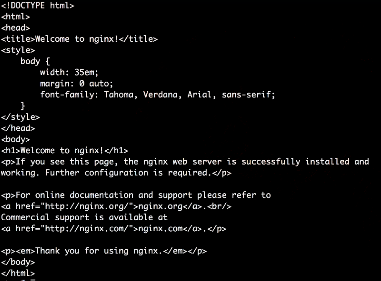 <!DOCTYPE html>
<html>
<head>
<title>Welcome to nginx!</title>
<style>
    body {
        width: 35em;
        margin: 0 auto;
        font-family: Tahoma, Verdana, Arial, sans-serif;
    }
</style>
</head>
<body>
<h1>Welcome to nginx!</h1>
<p>If you see this page, the nginx web server is successfully installed and
working. Further configuration is required.</p>

<p>For online documentation and support please refer to
<a href="http://nginx.org/">nginx.org</a>.<br/>
Commercial support is available at
<a href="http://nginx.com/">nginx.com</a>.</p>

<p><em>Thank you for using nginx.</em></p>
</body>
</html>